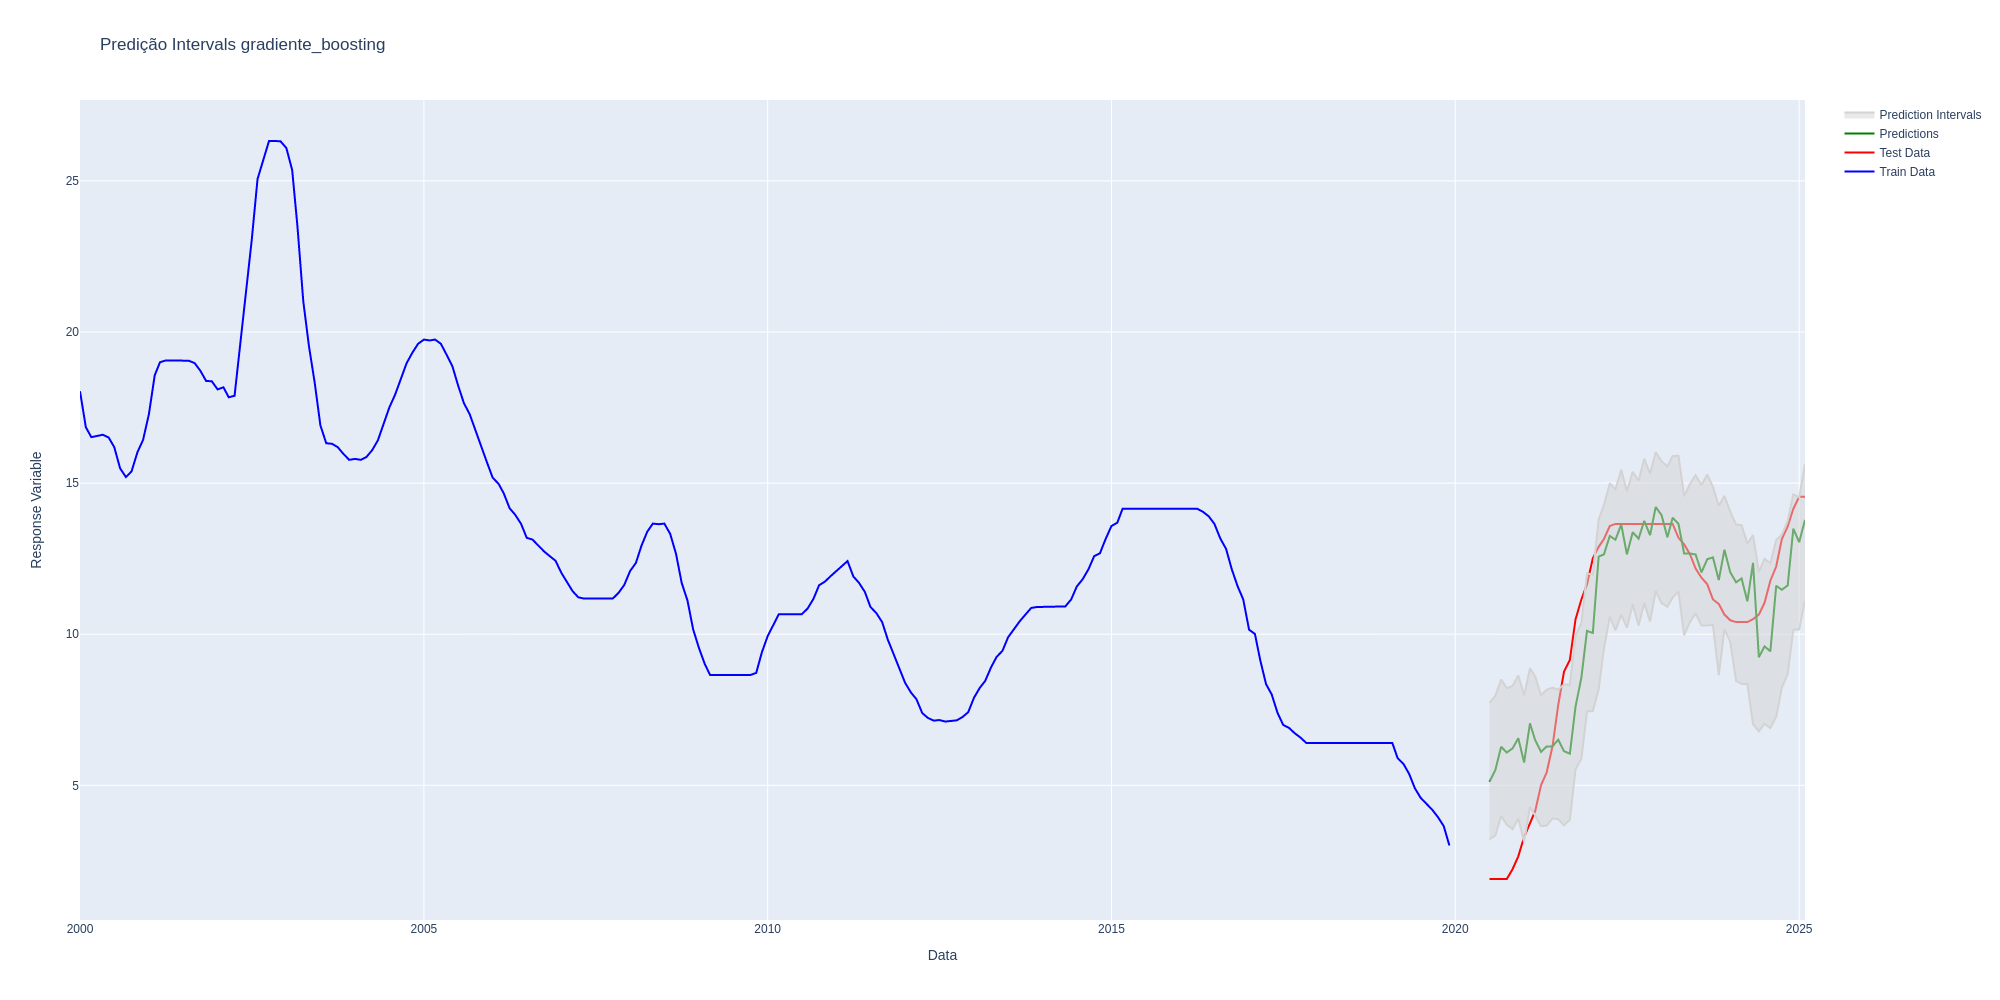 Predição Intervals gradiente_boosting
Prediction Intervals
Predictions
Test Data
Train Data
Response Variable
25
20
15
10
5
2000
2005
2010
2015
2020
2025
Data